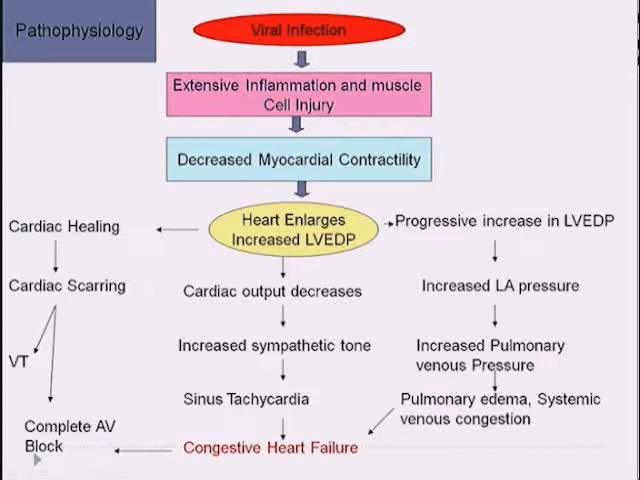 Pathophysiology
Viral Infection
Extensive Inflammation and muscle
Cell Injury
Decreased Myocardial Contractility
Heart Enlarges
Increased LVEDP
Cardiac Healing
Cardiac Scarring
VT
Complete AV
Block
Cardiac output decreases
Increased sympathetic tone
Sinus Tachycardia
Congestive Heart Failure
Progressive increase in LVEDP
Increased LA pressure
Increased Pulmonary
venous Pressure
Pulmonary edema, Systemic
venous congestion